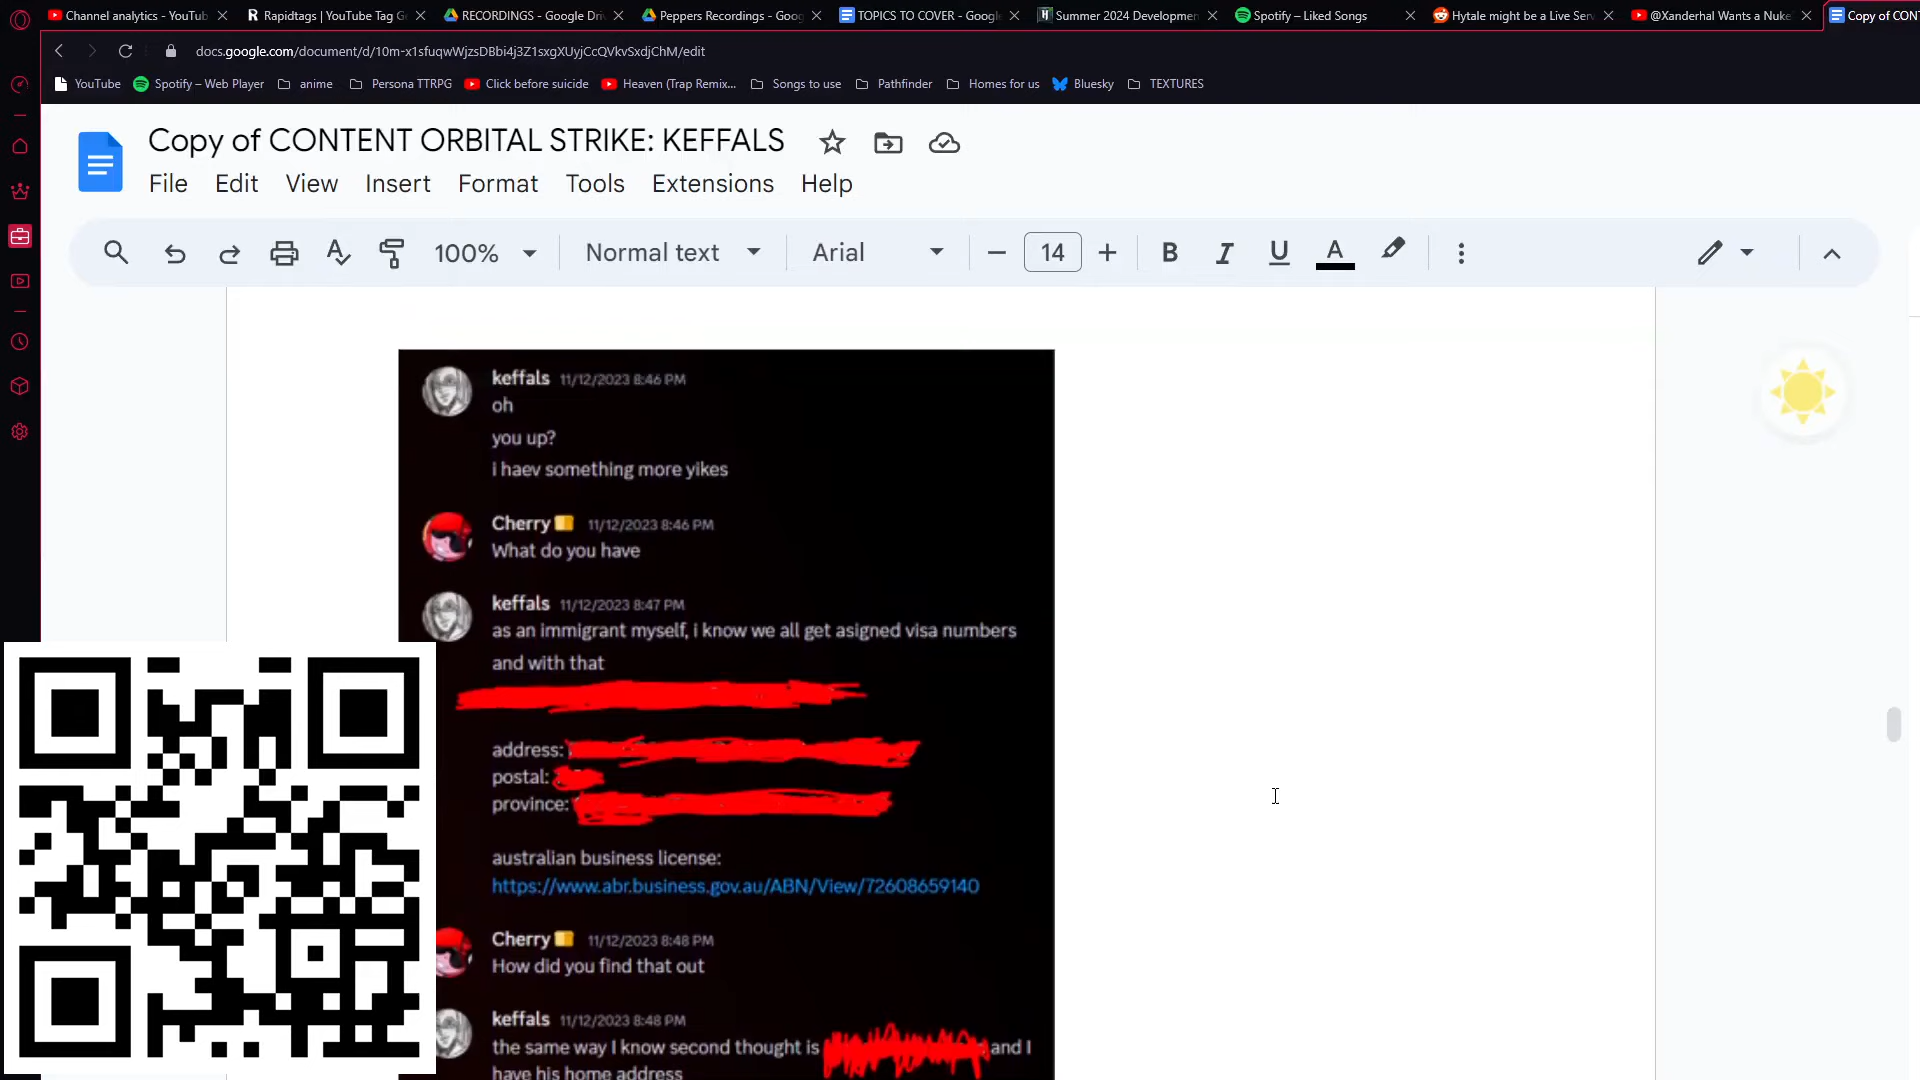 Channel analytics - YouTub
Rapidtags | YouTube Tag Ge
RECORDINGS - Google Driv
Peppers Recordings - Goog
TOPICS TO COVER - Google
Summer 2024 Developmen
Spotify – Liked Songs
Hytale might be a Live Serv
@Xanderhal Wants a Nuke
Copy of CONT
docs.google.com/document/d/10m-x1sfuqwWjzsDBbi4j3Z1sxgXUyjCcQVkvSxdjChM/edit
YouTube
Spotify – Web Player
anime
Persona TTRPG
Click before suicide
Heaven (Trap Remix...
Songs to use
Pathfinder
Homes for us
Bluesky
TEXTURES
Copy of CONTENT ORBITAL STRIKE: KEFFALS
File Edit View Insert Format Tools Extensions Help
100% Normal text Arial 14 B I U A
keffals 11/12/2023 8:46 PM
oh
you up?
i haev something more yikes
Cherry 11/12/2023 8:46 PM
What do you have
keffals 11/12/2023 8:47 PM
as an immigrant myself, i know we all get asigned visa numbers
and with that
address:
postal:
province:
australian business license:
https://www.abr.business.gov.au/ABN/View/72608659140
Cherry 11/12/2023 8:48 PM
How did you find that out
keffals 11/12/2023 8:48 PM
the same way I know second thought is and I
have his home address